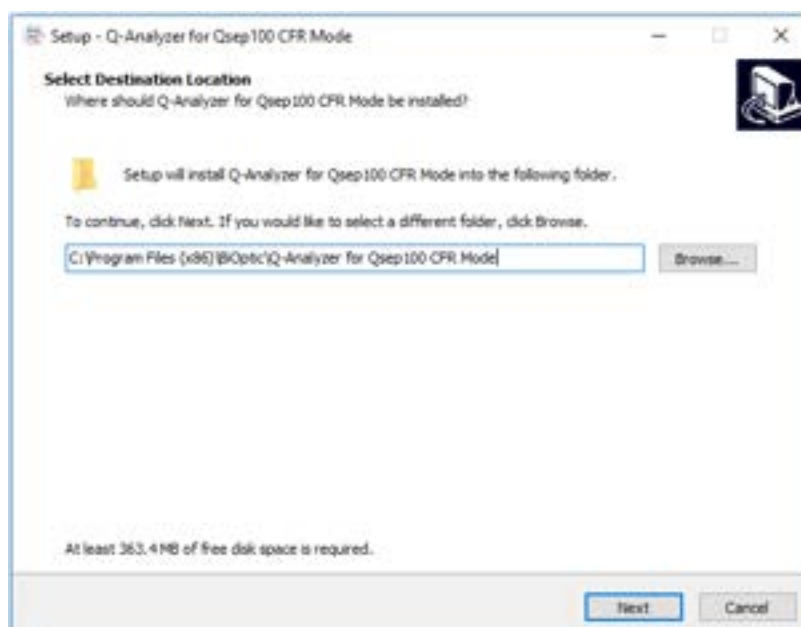 Setup - Q-Analyzer for Qsep100 CFR Mode
Select Destination Location
Where should Q-Analyzer for Qsep100 CFR Mode be installed?
Setup will install Q-Analyzer for Qsep100 CFR Mode into the following folder.
To continue, click Next. If you would like to select a different folder, click Browse.
C:\Program Files (x86)\BiOptic\Q-Analyzer for Qsep100 CFR Mode
Browse...
At least 363.4 MB of free disk space is required.
Next
Cancel